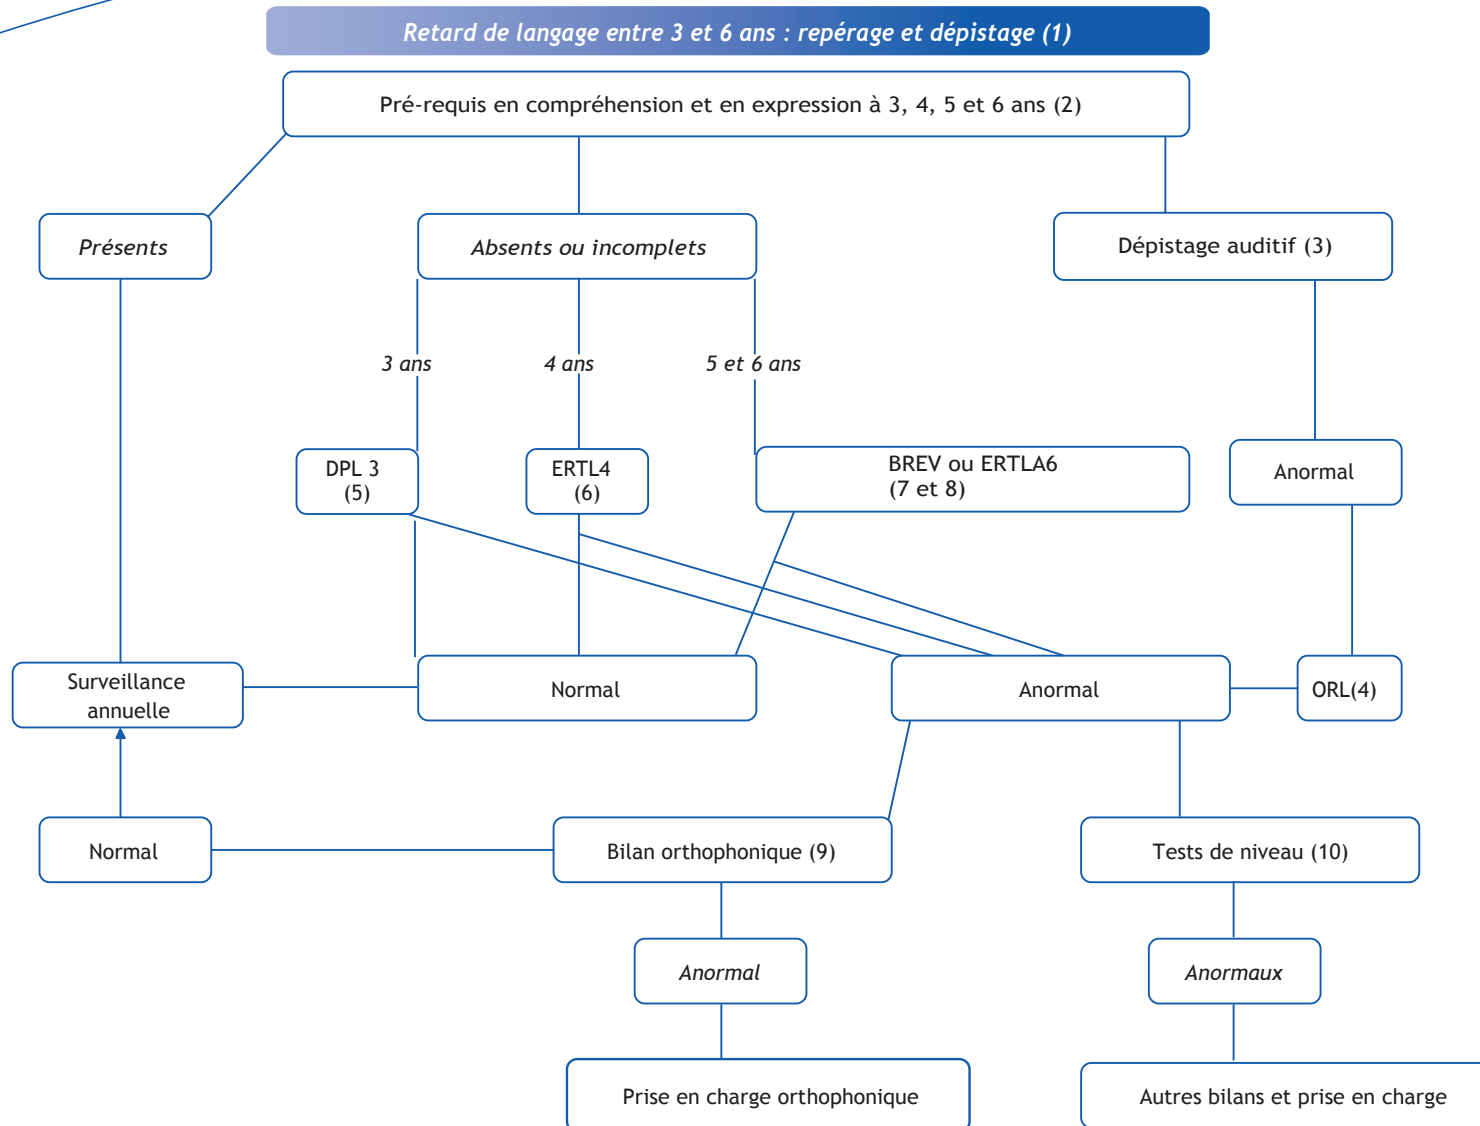 Retard de langage entre 3 et 6 ans : repérage et dépistage (1)
Pré-requis en compréhension et en expression à 3, 4, 5 et 6 ans (2)
Présents
Absents ou incomplets
Dépistage auditif (3)
3 ans
4 ans
5 et 6 ans
DPL 3
(5)
ERTL4
(6)
BREV ou ERTLA6
(7 et 8)
Anormal
Surveillance
annuelle
Normal
Anormal
ORL(4)
Normal
Bilan orthophonique (9)
Tests de niveau (10)
Anormal
Anormaux
Prise en charge orthophonique
Autres bilans et prise en charge